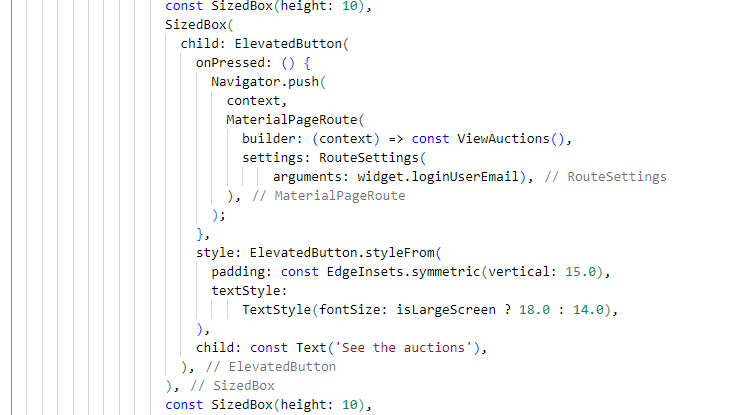 const SizedBox(height: 10),
SizedBox(
child: ElevatedButton(
onPressed: () {
Navigator.push(
context,
MaterialPageRoute(
builder: (context) => const ViewAuctions(),
settings: RouteSettings(
arguments: widget.loginUserEmail), // RouteSettings
), // MaterialPageRoute
);
},
style: ElevatedButton.styleFrom(
padding: const EdgeInsets.symmetric(vertical: 15.0),
textStyle:
TextStyle(fontSize: isLargeScreen ? 18.0 : 14.0),
),
child: const Text('See the auctions'),
), // ElevatedButton
), // SizedBox
const SizedBox(height: 10),